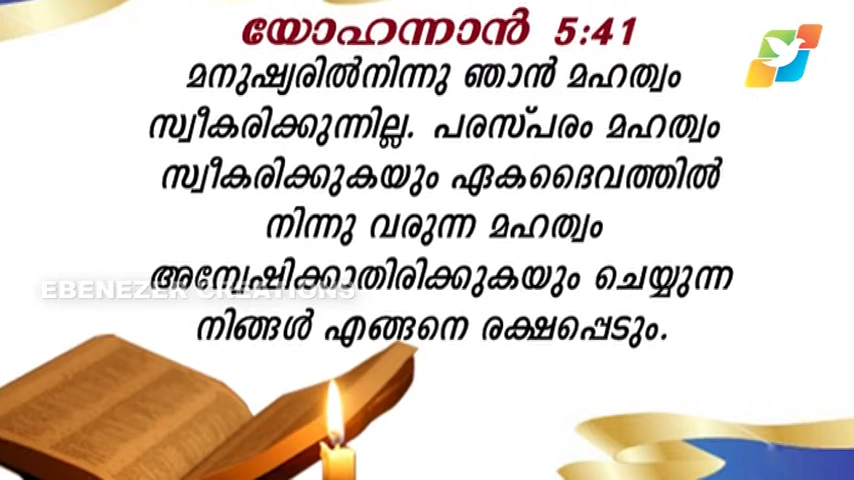 യോഹന്നാൻ 5:41
മനുഷ്യരിൽനിന്നു ഞാൻ മഹത്വം
സ്വീകരിക്കുന്നില്ല. പരസ്പരം മഹത്വം
സ്വീകരിക്കുകയും ഏകദൈവത്തിൽ
നിന്നു വരുന്ന മഹത്വം
അന്വേഷിക്കാതിരിക്കുകയും ചെയ്യുന്ന
EBENEZER CREATIONS
നിങ്ങൾ എങ്ങനെ രക്ഷപ്പെടും.